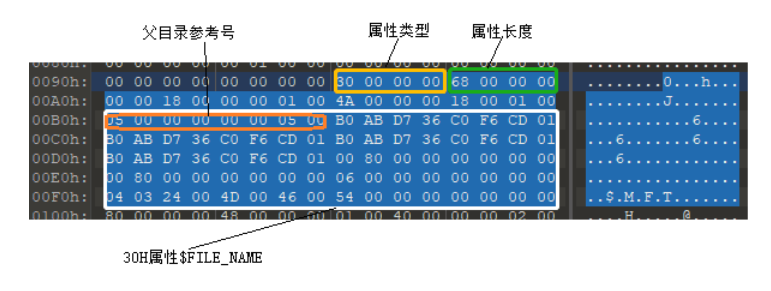 父目录参考号 属性类型 属性长度
0090h: 00 00 00 00 00 00 00 00 30 00 00 00 68 00 00 00 ........0...h...
00A0h: 00 00 18 00 00 00 01 00 4A 00 00 00 18 00 01 00 ........J.......
00B0h: 05 00 00 00 00 00 05 00 B0 AB D7 36 C0 F6 CD 01 ...........6....
00C0h: B0 AB D7 36 C0 F6 CD 01 B0 AB D7 36 C0 F6 CD 01 ...6.......6....
00D0h: B0 AB D7 36 C0 F6 CD 01 00 80 00 00 00 00 00 00 ...6............
00E0h: 00 80 00 00 00 00 00 00 06 00 00 00 00 00 00 00 ................
00F0h: 04 03 24 00 4D 00 46 00 54 00 00 00 00 00 00 00 ..$.M.F.T.......
0100h: 80 00 00 00 48 00 00 00 01 00 40 00 00 00 02 00 ....H.....@.....
30H属性$FILE_NAME